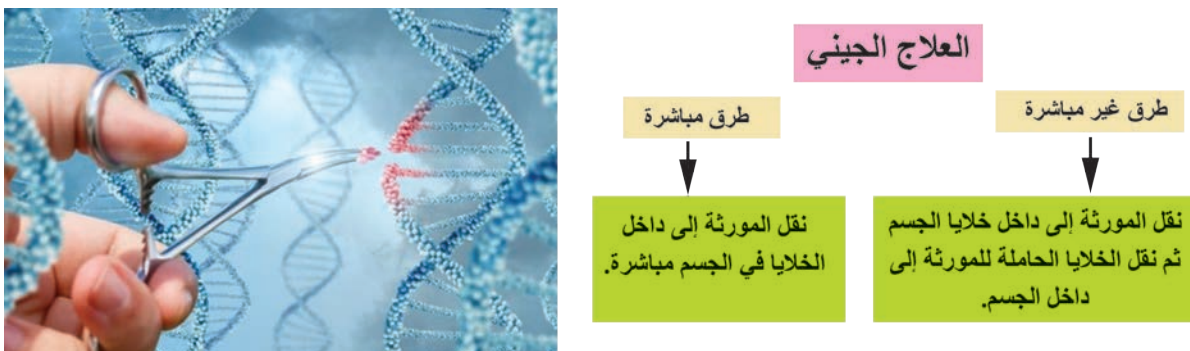 العلاج الجيني
طرق غير مباشرة
نقل المورثة إلى داخل خلايا الجسم
ثم نقل الخلايا الحاملة للمورثة إلى
داخل الجسم.
طرق مباشرة
نقل المورثة إلى داخل
الخلايا في الجسم مباشرة.